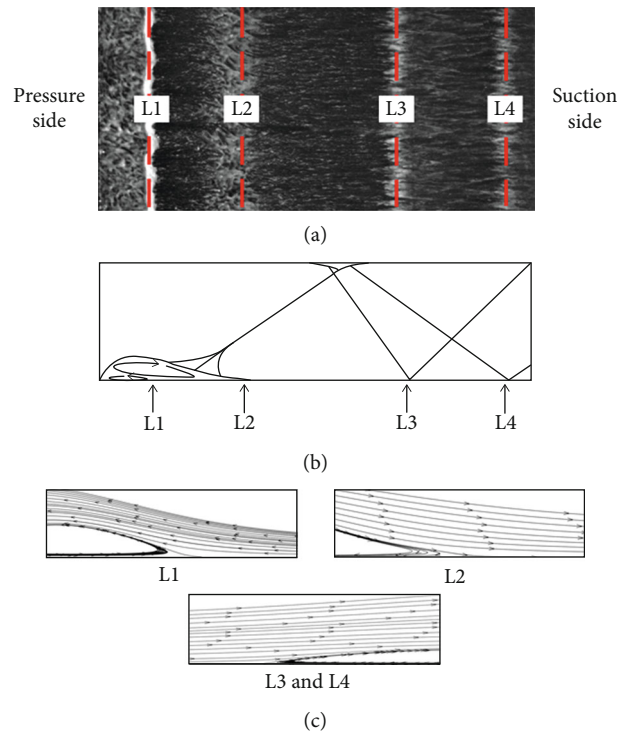 Pressure
side
L1
L2
L3
L4
Suction
side
(a)
L1
L2
L3
L4
(b)
L1
L2
L3 and L4
(c)